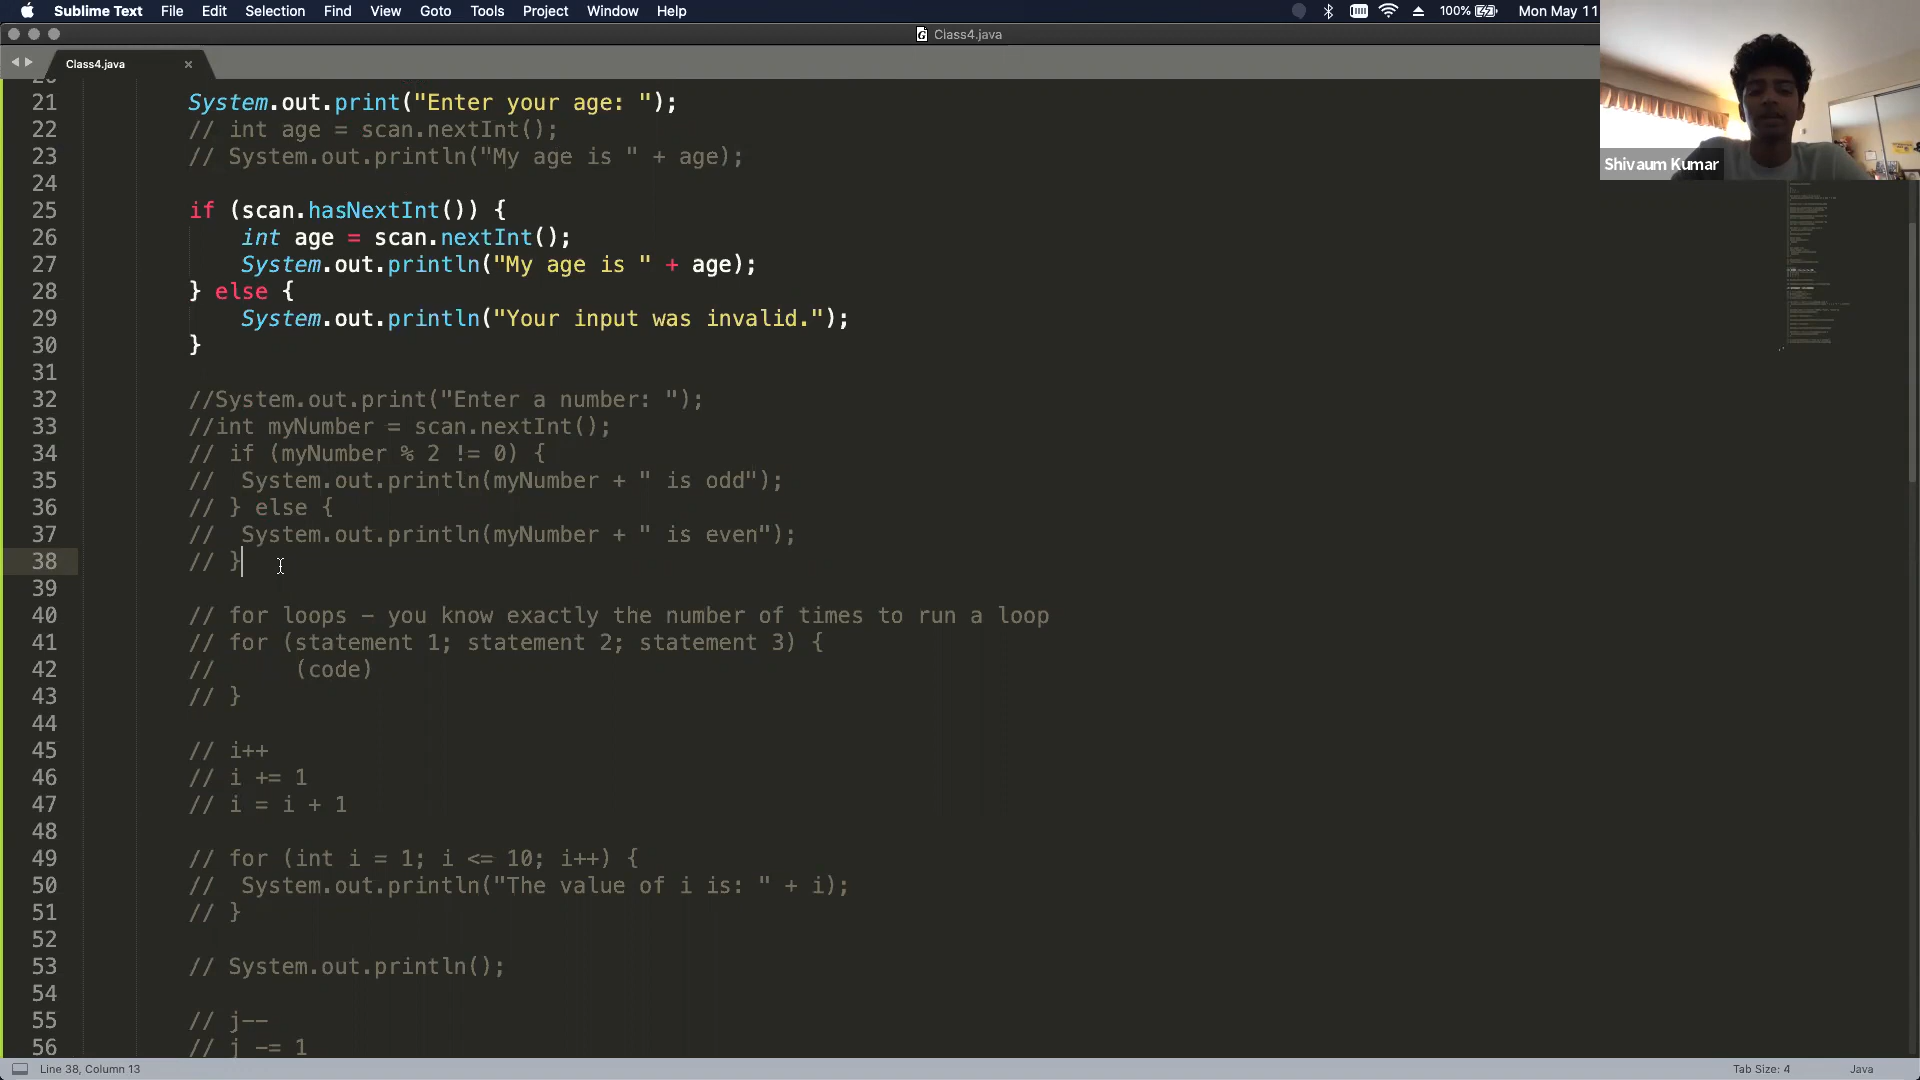 Sublime Text File Edit Selection Find View Goto Tools Project Window Help 100% Mon May 11
Class4.java
Class4.java
Shivaum Kumar
21 System.out.print("Enter your age: ");
22 // int age = scan.nextInt();
23 // System.out.println("My age is " + age);
24
25 if (scan.hasNextInt()) {
26 int age = scan.nextInt();
27 System.out.println("My age is " + age);
28 } else {
29 System.out.println("Your input was invalid.");
30 }
31
32 //System.out.print("Enter a number: ");
33 //int myNumber = scan.nextInt();
34 // if (myNumber % 2 != 0) {
35 // System.out.println(myNumber + " is odd");
36 // } else {
37 // System.out.println(myNumber + " is even");
38 // }
39
40 // for loops – you know exactly the number of times to run a loop
41 // for (statement 1; statement 2; statement 3) {
42 // (code)
43 // }
44
45 // i++
46 // i += 1
47 // i = i + 1
48
49 // for (int i = 1; i <= 10; i++) {
50 // System.out.println("The value of i is: " + i);
51 // }
52
53 // System.out.println();
54
55 // j--
56 // j -= 1
Line 38, Column 13 Tab Size: 4 Java